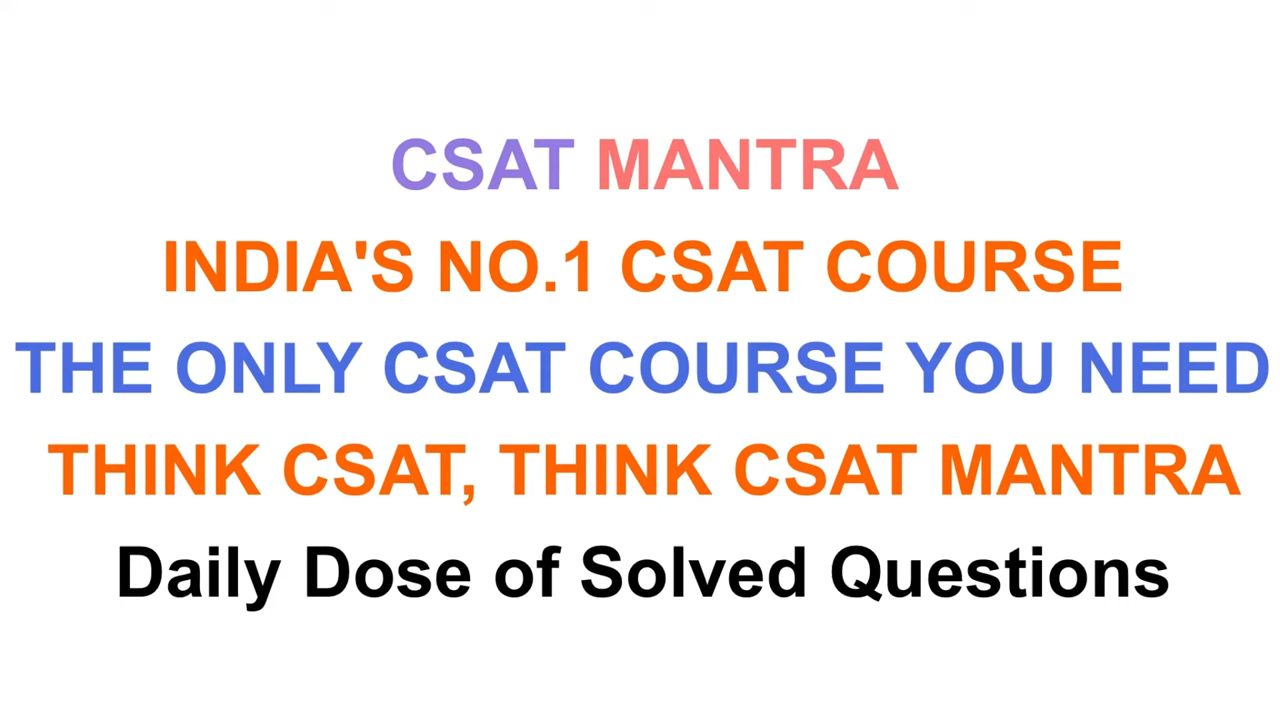 CSAT MANTRA
INDIA'S NO.1 CSAT COURSE
THE ONLY CSAT COURSE YOU NEED
THINK CSAT, THINK CSAT MANTRA
Daily Dose of Solved Questions